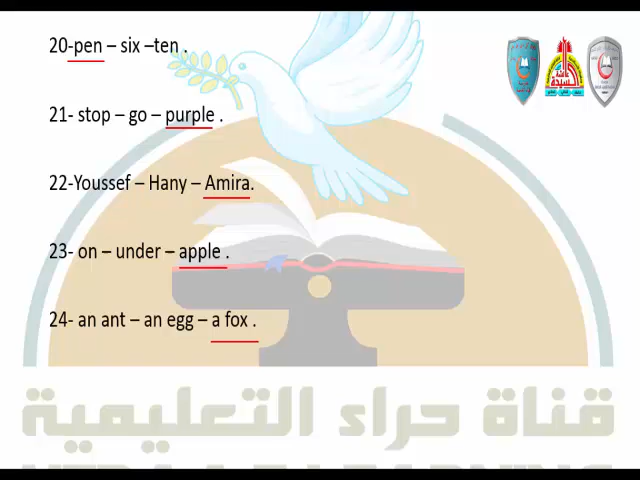 20-pen – six –ten .
21- stop – go – purple .
22-Youssef – Hany – Amira.
23- on – under – apple .
24- an ant – an egg – a fox .
قناة حراء التعليمية